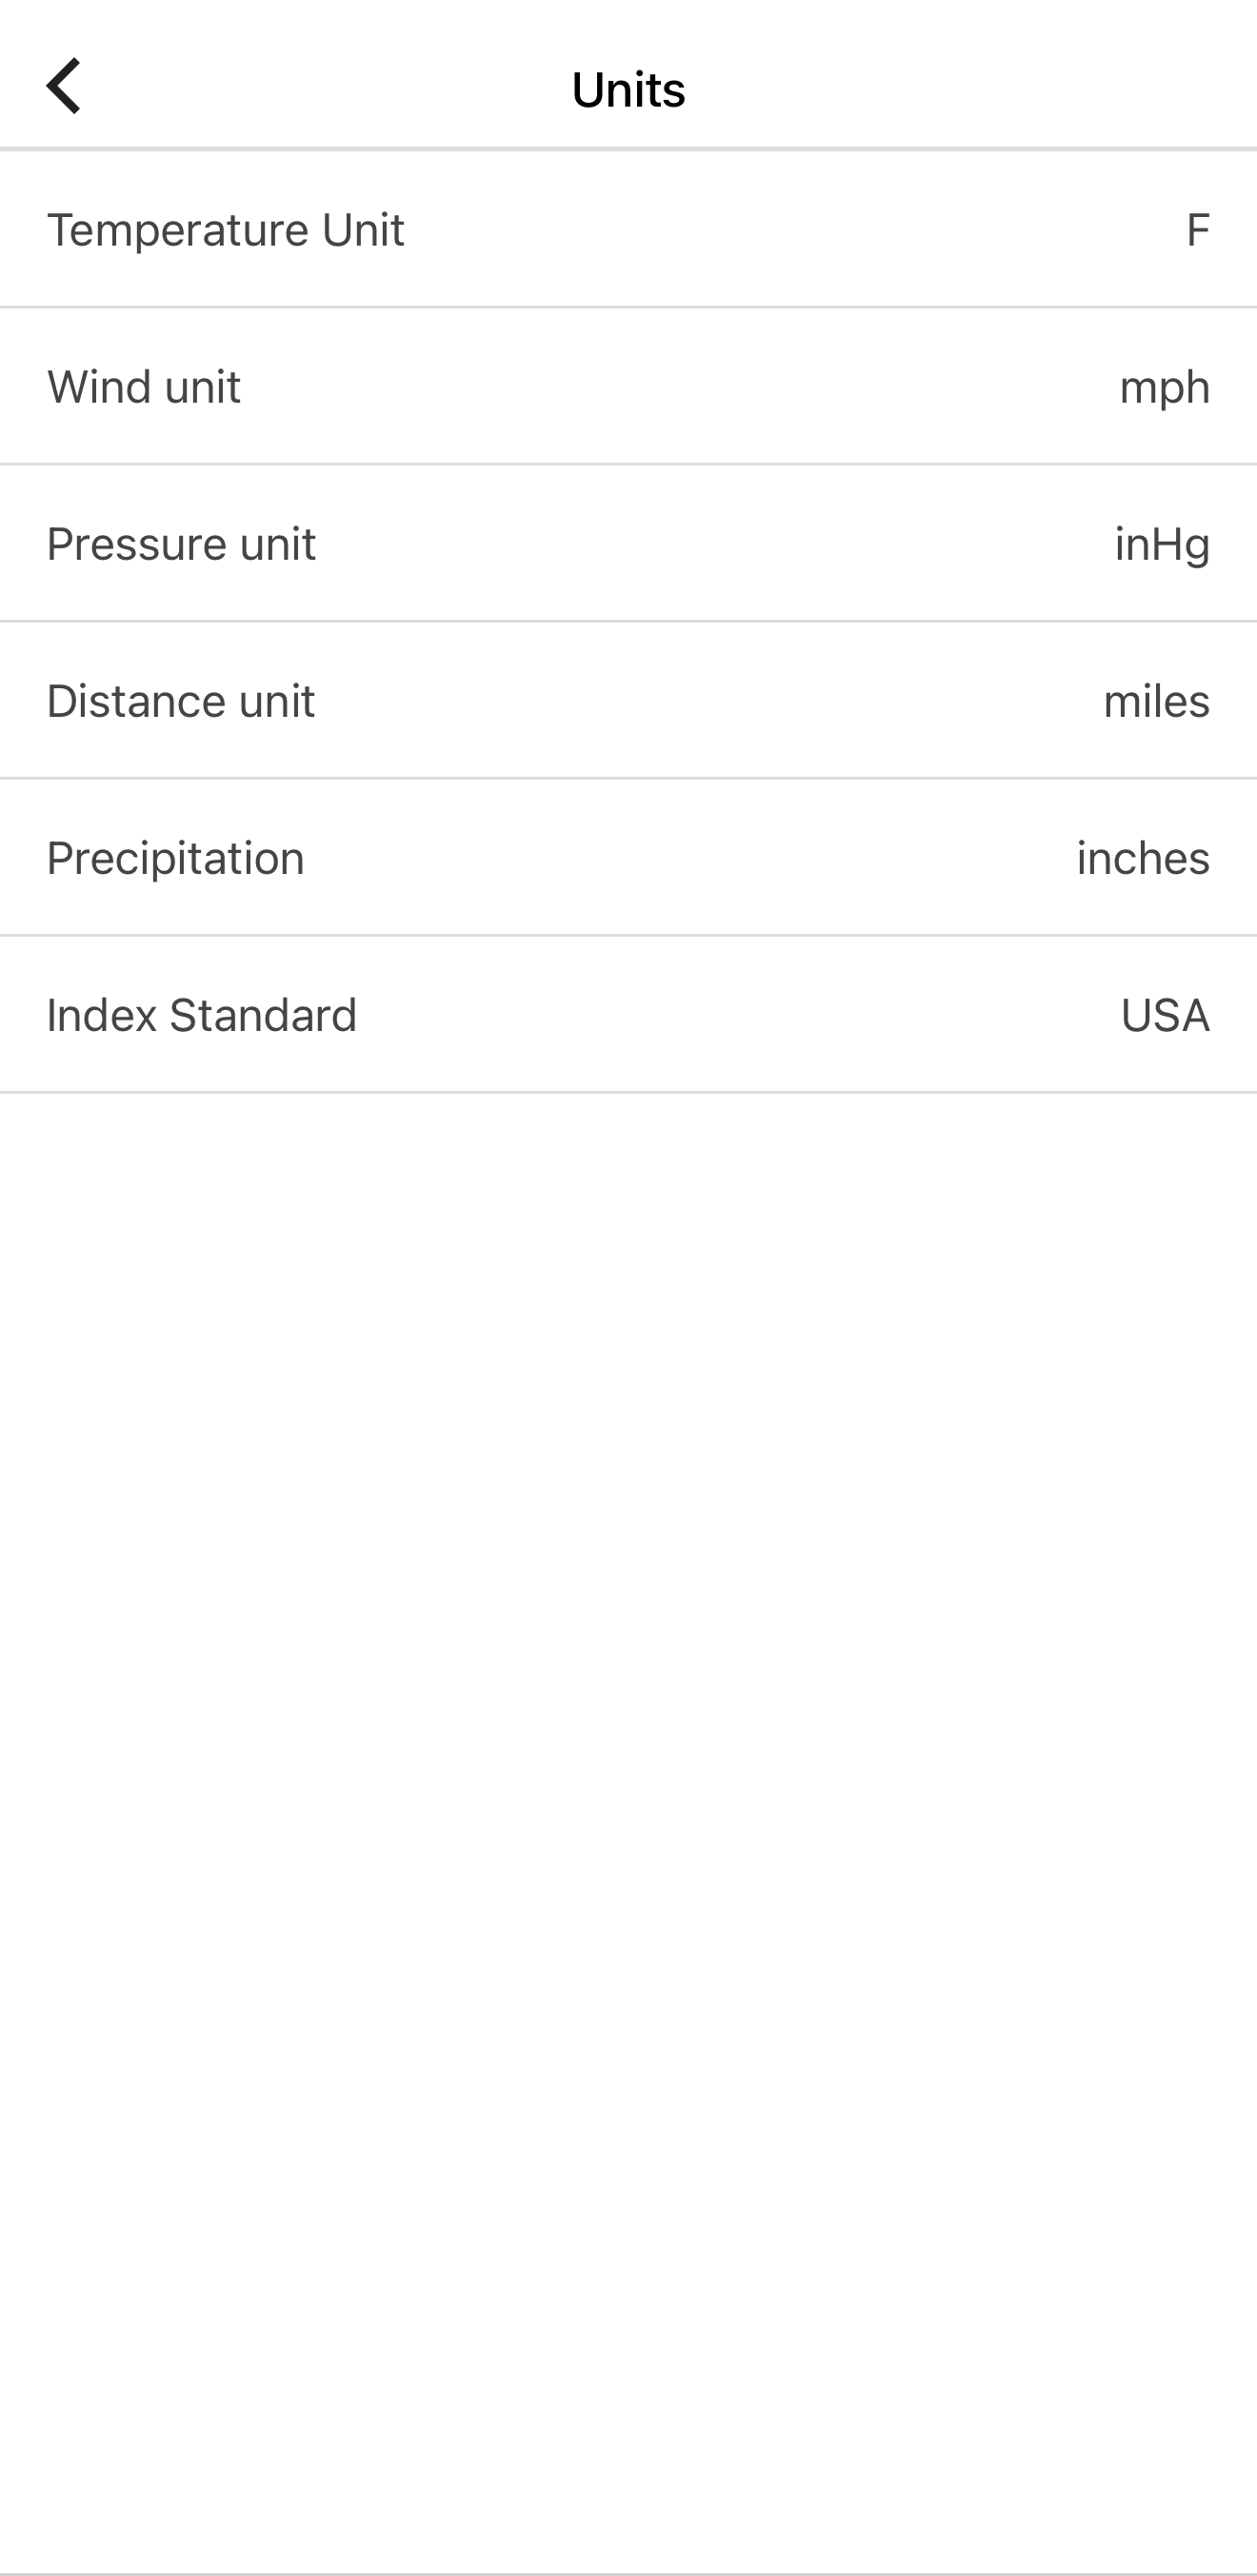 Units
Temperature Unit F
Wind unit mph
Pressure unit inHg
Distance unit miles
Precipitation inches
Index Standard USA